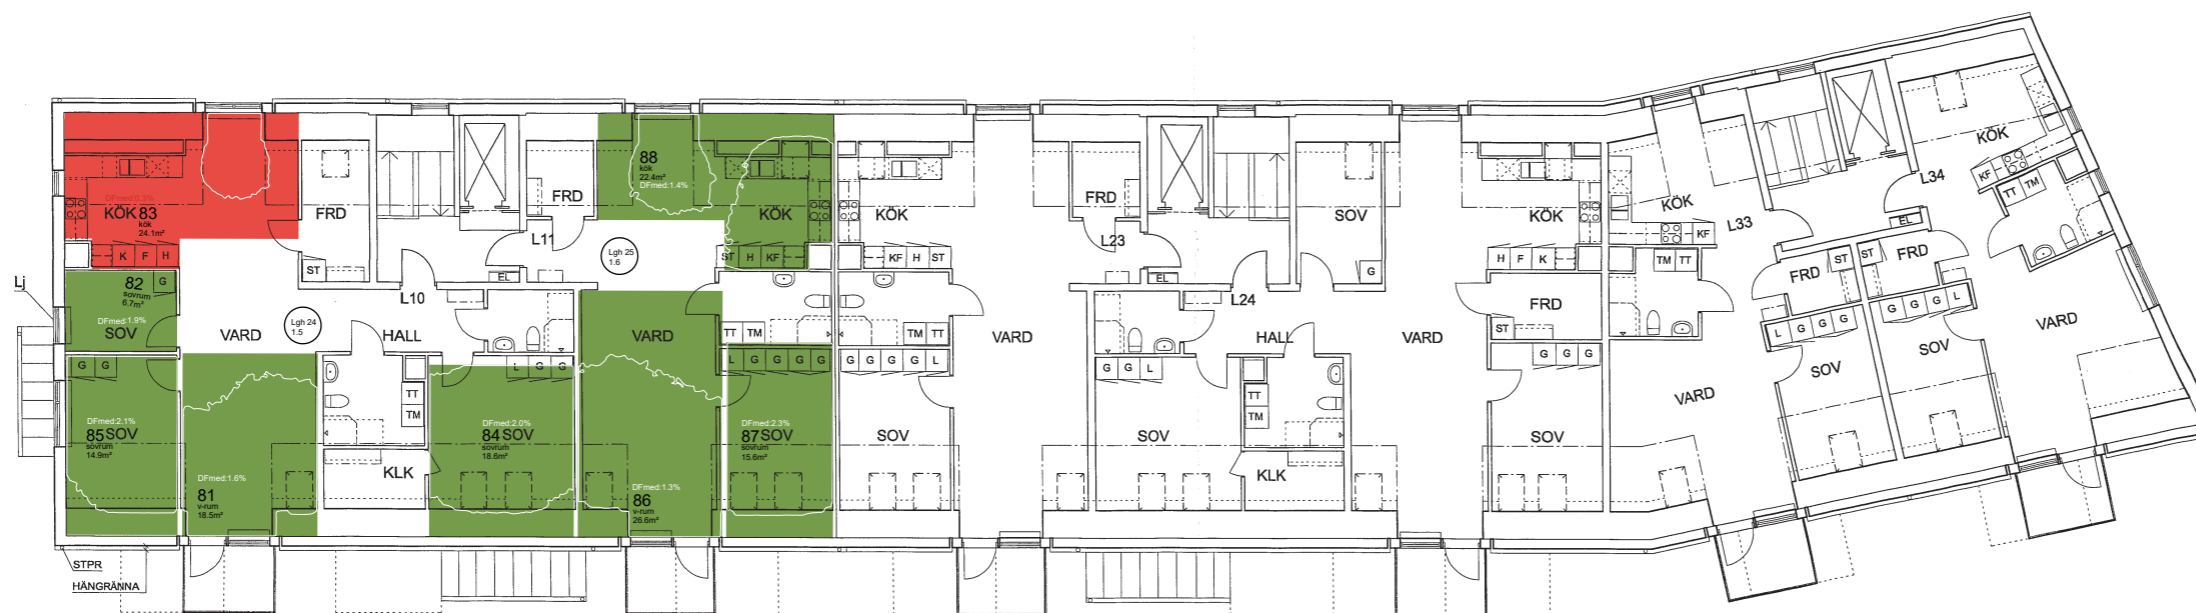 Lj
DFmed:0.3%
KÖK 83
kök
24.1m²
K F H
FRD
ST
82
sovrum
6.7m²
DFmed:1.9%
SOV
G
G G
DFmed:2.1%
85 SOV
sovrum
14.9m²
VARD
Lgh 24
1.5
DFmed:1.6%
81
v-rum
18.5m²
L10
HALL
TT
TM
KLK
EL
L11
FRD
L G G
DFmed:2.0%
84 SOV
sovrum
18.6m²
88
kök
22.4m²
DFmed:1.4%
KÖK
ST H KF
Lgh 25
1.6
VARD
TT TM
L G G G G
DFmed:1.3%
86
v-rum
26.6m²
DFmed:2.3%
87 SOV
sovrum
15.6m²
STPR
HÄNGRÄNNA
KÖK
KF H ST
TM TT
G G G G L
SOV
VARD
FRD
L23
EL
L24
HALL
G G L
SOV
TT
TM
KLK
SOV
G
VARD
KÖK
H F K
FRD
ST
G G G
SOV
KÖK
KF
L33
TM TT
FRD
ST
L G G G
SOV
VARD
L34
EL
KÖK
KF
TT TM
ST
FRD
G G G L
SOV
VARD